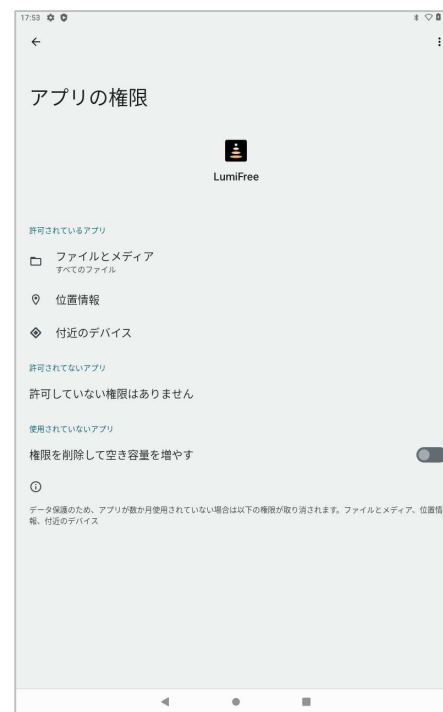 17:53
アプリの権限
LumiFree
許可されているアプリ
ファイルとメディア
すべてのファイル
位置情報
付近のデバイス
許可されてないアプリ
許可していない権限はありません
使用されていないアプリ
権限を削除して空き容量を増やす
データ保護のため、アプリが数か月使用されていない場合は以下の権限が取り消されます。ファイルとメディア、位置情
報、付近のデバイス